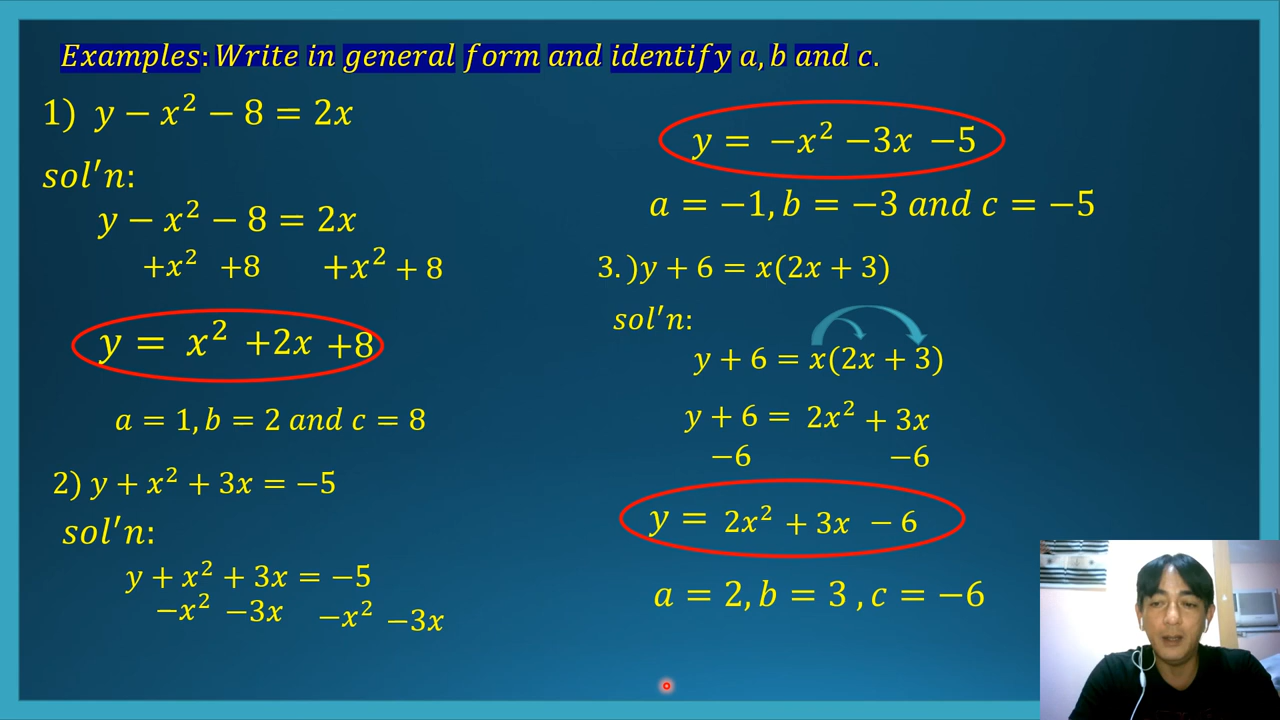 Examples: Write in general form and identify a, b and c.
1) y − x² − 8 = 2x
sol′n:
y − x² − 8 = 2x
+x² +8 +x² + 8
y = x² +2x +8
a = 1, b = 2 and c = 8
2) y + x² + 3x = −5
sol′n:
y + x² + 3x = −5
−x² −3x −x² −3x
y = −x² −3x −5
a = −1, b = −3 and c = −5
3.)y + 6 = x(2x + 3)
sol′n:
y + 6 = x(2x + 3)
y + 6 = 2x² + 3x
−6 −6
y = 2x² + 3x − 6
a = 2, b = 3 , c = −6